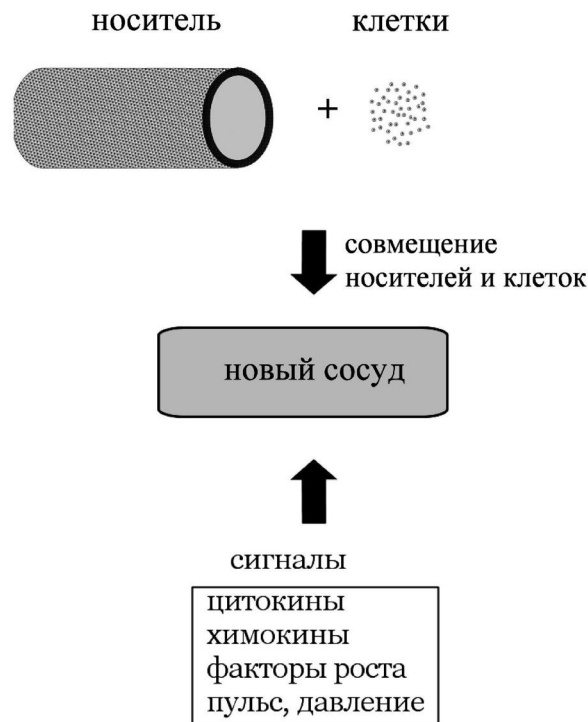 носитель
клетки
+
совмещение
носителей и клеток
новый сосуд
сигналы
цитокины
химокины
факторы роста
пульс, давление